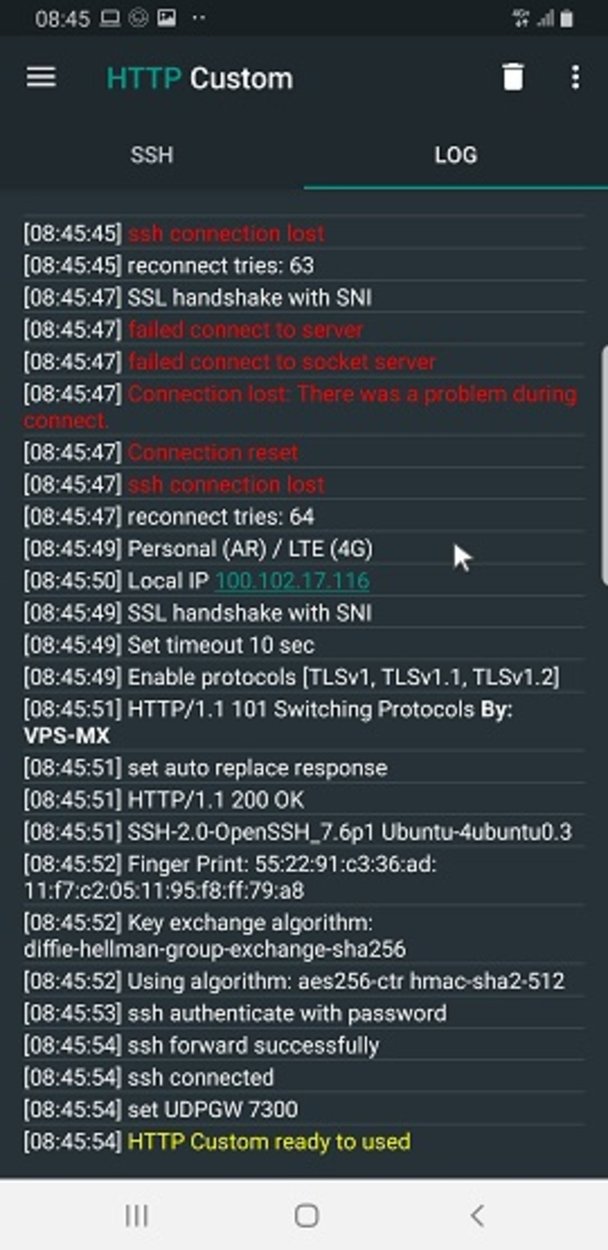 08:45
HTTP Custom
SSH LOG
[08:45:45] ssh connection lost
[08:45:45] reconnect tries: 63
[08:45:47] SSL handshake with SNI
[08:45:47] failed connect to server
[08:45:47] failed connect to socket server
[08:45:47] Connection lost: There was a problem during
connect.
[08:45:47] Connection reset
[08:45:47] ssh connection lost
[08:45:47] reconnect tries: 64
[08:45:49] Personal (AR) / LTE (4G)
[08:45:50] Local IP 100.102.17.116
[08:45:49] SSL handshake with SNI
[08:45:49] Set timeout 10 sec
[08:45:49] Enable protocols [TLSv1, TLSv1.1, TLSv1.2]
[08:45:51] HTTP/1.1 101 Switching Protocols By:
VPS-MX
[08:45:51] set auto replace response
[08:45:51] HTTP/1.1 200 OK
[08:45:51] SSH-2.0-OpenSSH_7.6p1 Ubuntu-4ubuntu0.3
[08:45:52] Finger Print: 55:22:91:c3:36:ad:
11:f7:c2:05:11:95:f8:ff:79:a8
[08:45:52] Key exchange algorithm:
diffie-hellman-group-exchange-sha256
[08:45:52] Using algorithm: aes256-ctr hmac-sha2-512
[08:45:53] ssh authenticate with password
[08:45:54] ssh forward successfully
[08:45:54] ssh connected
[08:45:54] set UDPGW 7300
[08:45:54] HTTP Custom ready to used